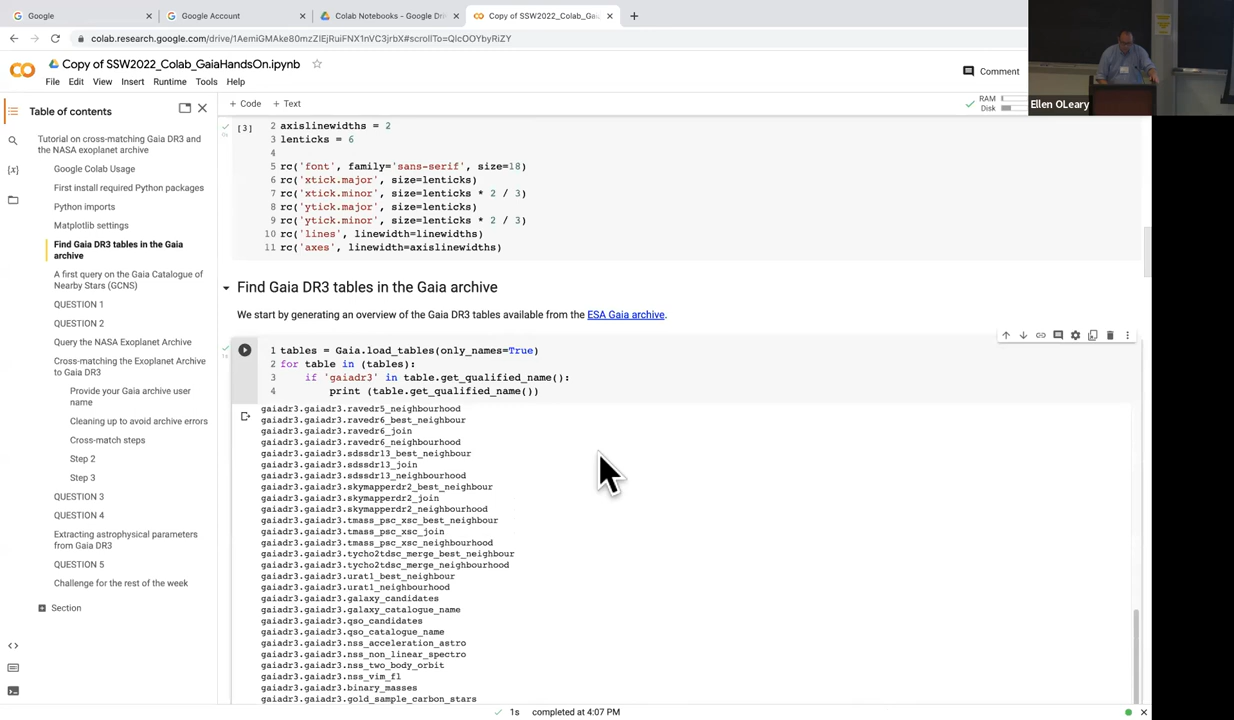 Google
Google Account
Colab Notebooks - Google Dri
Copy of SSW2022_Colab_Gai
colab.research.google.com/drive/1AemiGMAke80mzZIEjRuiFNX1nVC3jrbX#scrollTo=QlcOOYbyRiZY
Copy of SSW2022_Colab_GaiaHandsOn.ipynb
File Edit View Insert Runtime Tools Help
Comment
Ellen OLeary
Table of contents
+ Code + Text
RAM
Disk
Tutorial on cross-matching Gaia DR3 and
the NASA exoplanet archive
Google Colab Usage
First install required Python packages
Python imports
Matplotlib settings
Find Gaia DR3 tables in the Gaia
archive
A first query on the Gaia Catalogue of
Nearby Stars (GCNS)
QUESTION 1
QUESTION 2
Query the NASA Exoplanet Archive
Cross-matching the Exoplanet Archive
to Gaia DR3
Provide your Gaia archive user
name
Cleaning up to avoid archive errors
Cross-match steps
Step 2
Step 3
QUESTION 3
QUESTION 4
Extracting astrophysical parameters
from Gaia DR3
QUESTION 5
Challenge for the rest of the week
Section
[3]
2 axislinewidths = 2
3 lenticks = 6
4
5 rc('font', family='sans-serif', size=18)
6 rc('xtick.major', size=lenticks)
7 rc('xtick.minor', size=lenticks * 2 / 3)
8 rc('ytick.major', size=lenticks)
9 rc('ytick.minor', size=lenticks * 2 / 3)
10 rc('lines', linewidth=linewidths)
11 rc('axes', linewidth=axislinewidths)
Find Gaia DR3 tables in the Gaia archive
We start by generating an overview of the Gaia DR3 tables available from the ESA Gaia archive.
1s
1 tables = Gaia.load_tables(only_names=True)
2 for table in (tables):
3 if 'gaiadr3' in table.get_qualified_name():
4 print (table.get_qualified_name())
gaiadr3.gaiadr3.ravedr5_neighbourhood
gaiadr3.gaiadr3.ravedr6_best_neighbour
gaiadr3.gaiadr3.ravedr6_join
gaiadr3.gaiadr3.ravedr6_neighbourhood
gaiadr3.gaiadr3.sdssdr13_best_neighbour
gaiadr3.gaiadr3.sdssdr13_join
gaiadr3.gaiadr3.sdssdr13_neighbourhood
gaiadr3.gaiadr3.skymapperdr2_best_neighbour
gaiadr3.gaiadr3.skymapperdr2_join
gaiadr3.gaiadr3.skymapperdr2_neighbourhood
gaiadr3.gaiadr3.tmass_psc_xsc_best_neighbour
gaiadr3.gaiadr3.tmass_psc_xsc_join
gaiadr3.gaiadr3.tmass_psc_xsc_neighbourhood
gaiadr3.gaiadr3.tycho2tdsc_merge_best_neighbour
gaiadr3.gaiadr3.tycho2tdsc_merge_neighbourhood
gaiadr3.gaiadr3.urat1_best_neighbour
gaiadr3.gaiadr3.urat1_neighbourhood
gaiadr3.gaiadr3.galaxy_candidates
gaiadr3.gaiadr3.galaxy_catalogue_name
gaiadr3.gaiadr3.qso_candidates
gaiadr3.gaiadr3.qso_catalogue_name
gaiadr3.gaiadr3.nss_acceleration_astro
gaiadr3.gaiadr3.nss_non_linear_spectro
gaiadr3.gaiadr3.nss_two_body_orbit
gaiadr3.gaiadr3.nss_vim_fl
gaiadr3.gaiadr3.binary_masses
gaiadr3.gaiadr3.gold_sample_carbon_stars
1s completed at 4:07 PM